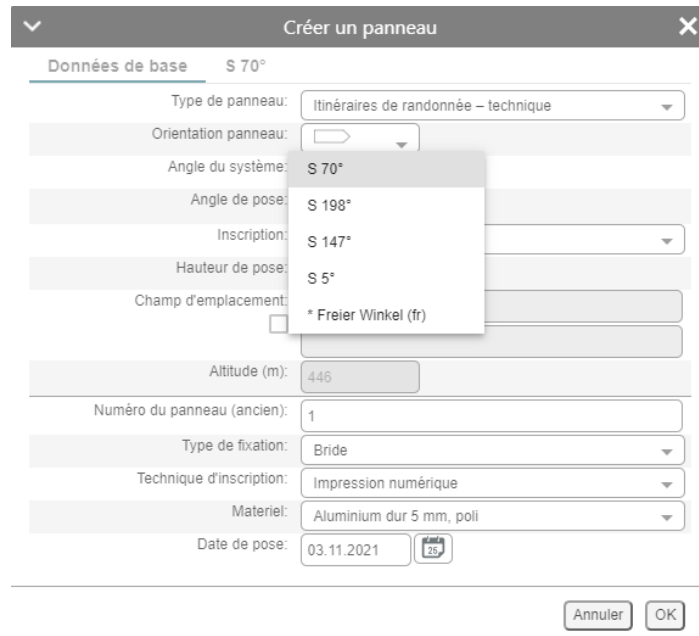 Créer un panneau
Données de base S 70°
Type de panneau: Itinéraires de randonnée – technique
Orientation panneau:
Angle du système: S 70°
Angle de pose: S 198°
Inscription: S 147°
Hauteur de pose: S 5°
Champ d'emplacement: * Freier Winkel (fr)
Altitude (m): 446
Numéro du panneau (ancien): 1
Type de fixation: Bride
Technique d'inscription: Impression numérique
Materiel: Aluminium dur 5 mm, poli
Date de pose: 03.11.2021 25
Annuler OK